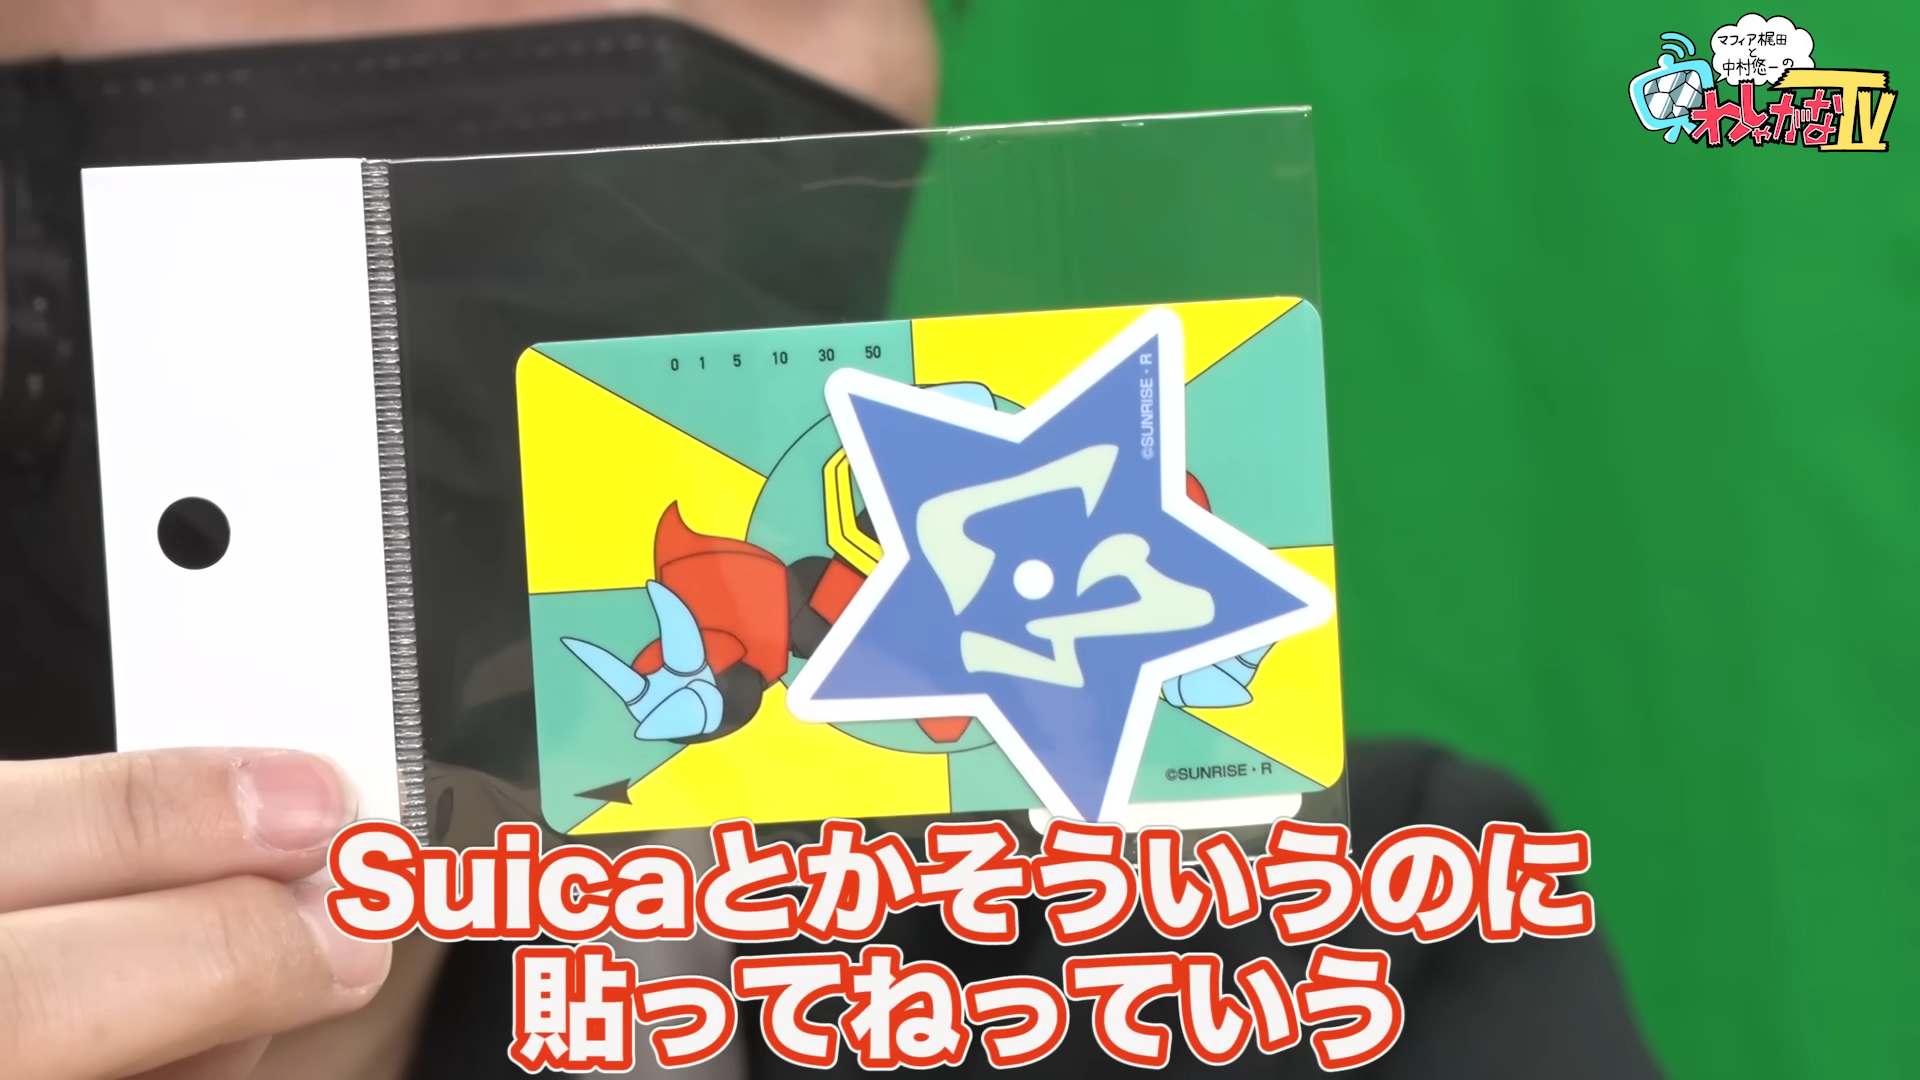 マフィア梶田
と
中村悠一の
わしゃがなTV
0 1 5 10 30 50
©SUNRISE・R
©SUNRISE・R
Suicaとかそういうのに
貼ってねっていう